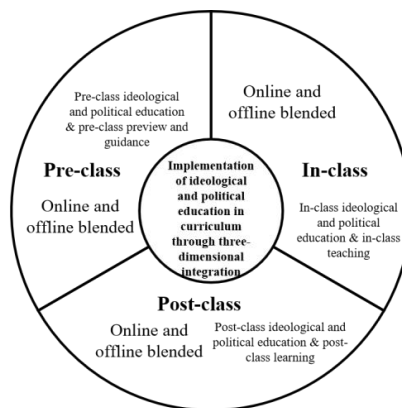 Pre-class ideological
and political education
& pre-class preview and
guidance
Pre-class
Online and
offline blended
Online and
offline blended
In-class
In-class ideological
and political
education & in-class
teaching
Implementation
of ideological
and political
education in
curriculum
through three-
dimensional
integration
Post-class
Online and
offline blended
Post-class ideological and
political education & post-
class learning